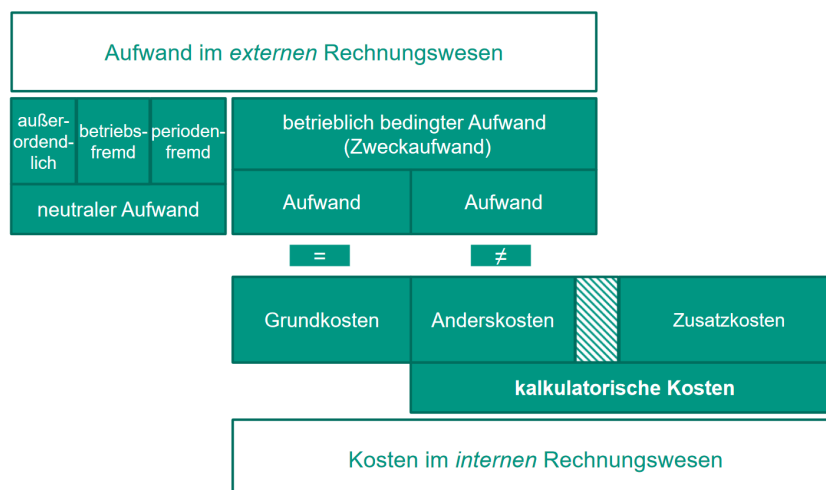 Aufwand im externen Rechnungswesen
außer-
ordend-
lich
betriebs-
fremd
perioden-
fremd
neutraler Aufwand
betrieblich bedingter Aufwand
(Zweckaufwand)
Aufwand
Aufwand
=
≠
Grundkosten
Anderskosten
Zusatzkosten
kalkulatorische Kosten
Kosten im internen Rechnungswesen